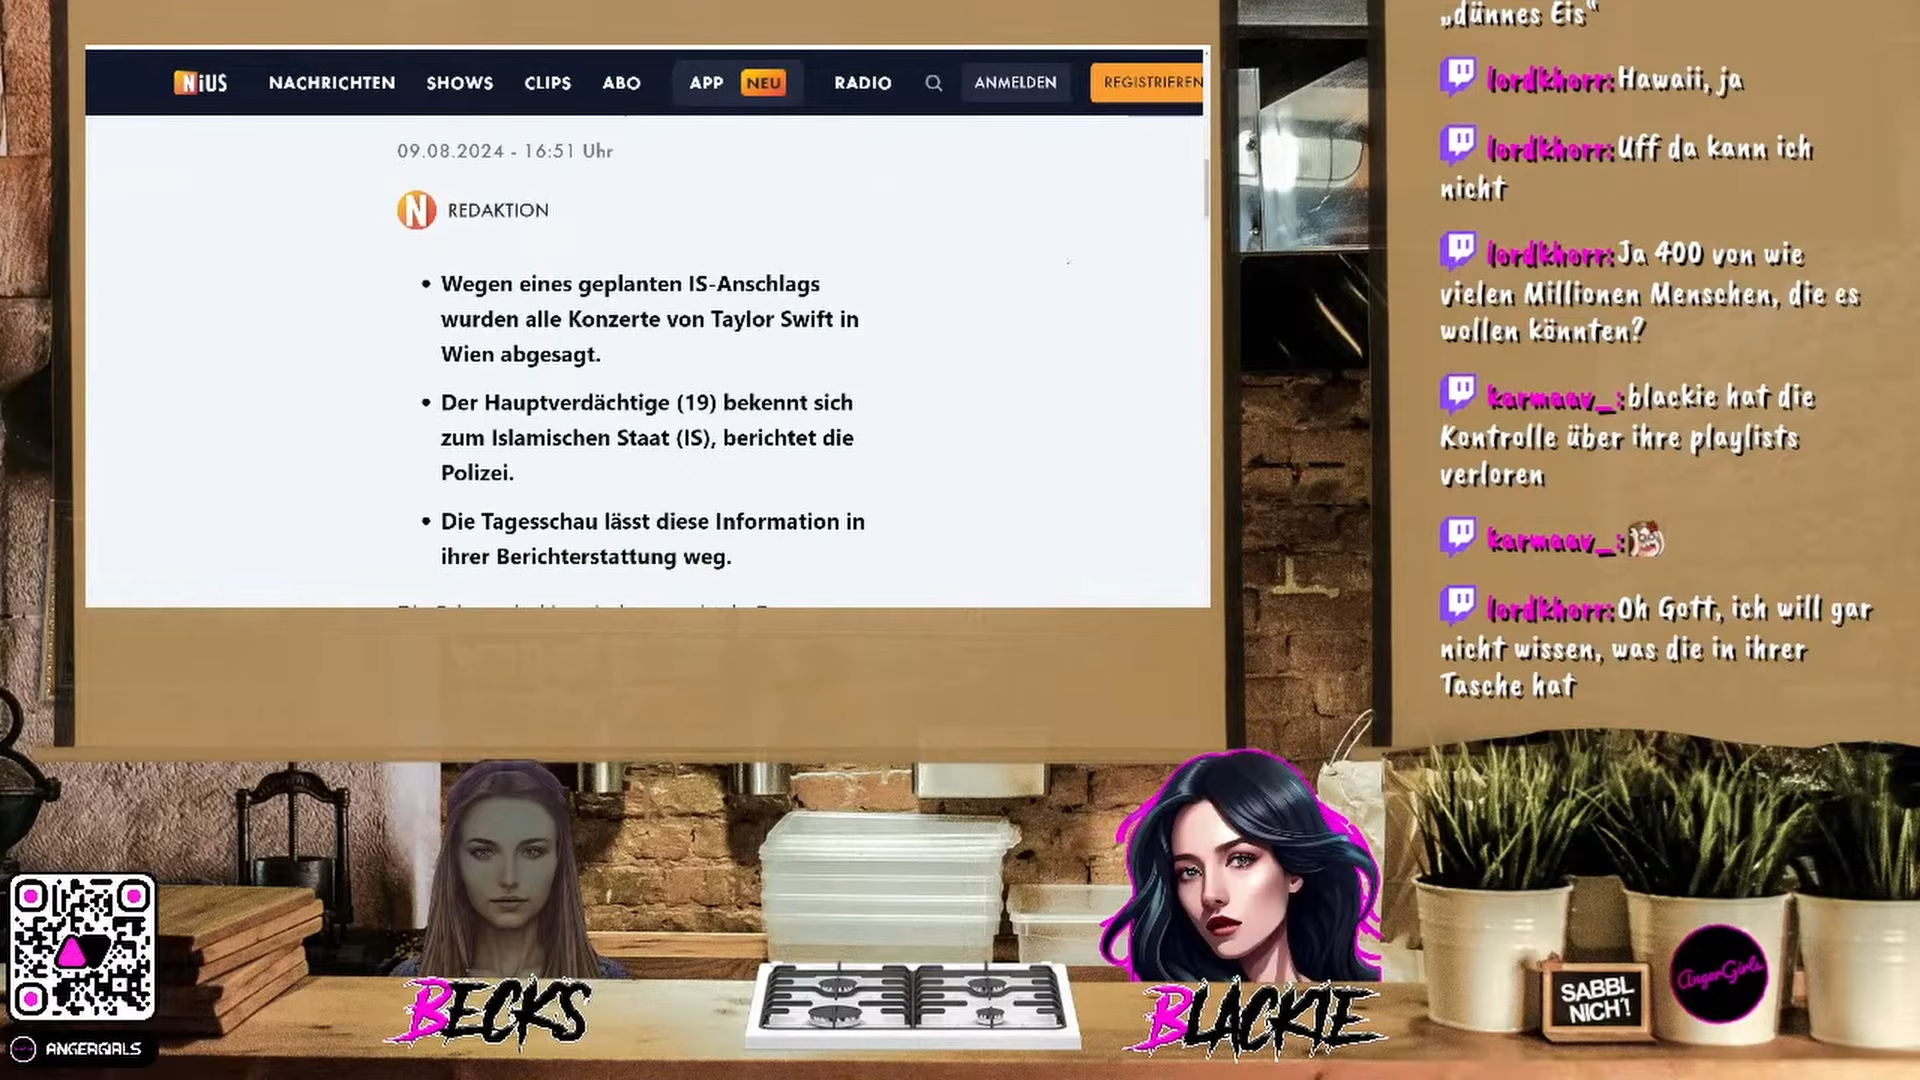 NiUS NACHRICHTEN SHOWS CLIPS ABO APP NEU RADIO ANMELDEN REGISTRIEREN
09.08.2024 - 16:51 Uhr
N REDAKTION
• Wegen eines geplanten IS-Anschlags
wurden alle Konzerte von Taylor Swift in
Wien abgesagt.
• Der Hauptverdächtige (19) bekennt sich
zum Islamischen Staat (IS), berichtet die
Polizei.
• Die Tagesschau lässt diese Information in
ihrer Berichterstattung weg.
„dünnes Eis“
lordkhorr: Hawaii, ja
lordkhorr: Uff da kann ich
nicht
lordkhorr: Ja 400 von wie
vielen Millionen Menschen, die es
wollen könnten?
karmaav_: blackie hat die
Kontrolle über ihre playlists
verloren
karmaav_:
lordkhorr: Oh Gott, ich will gar
nicht wissen, was die in ihrer
Tasche hat
BECKS
BLACKIE
SABBL
NICH'!
AngerGirls
ANGERGIRLS